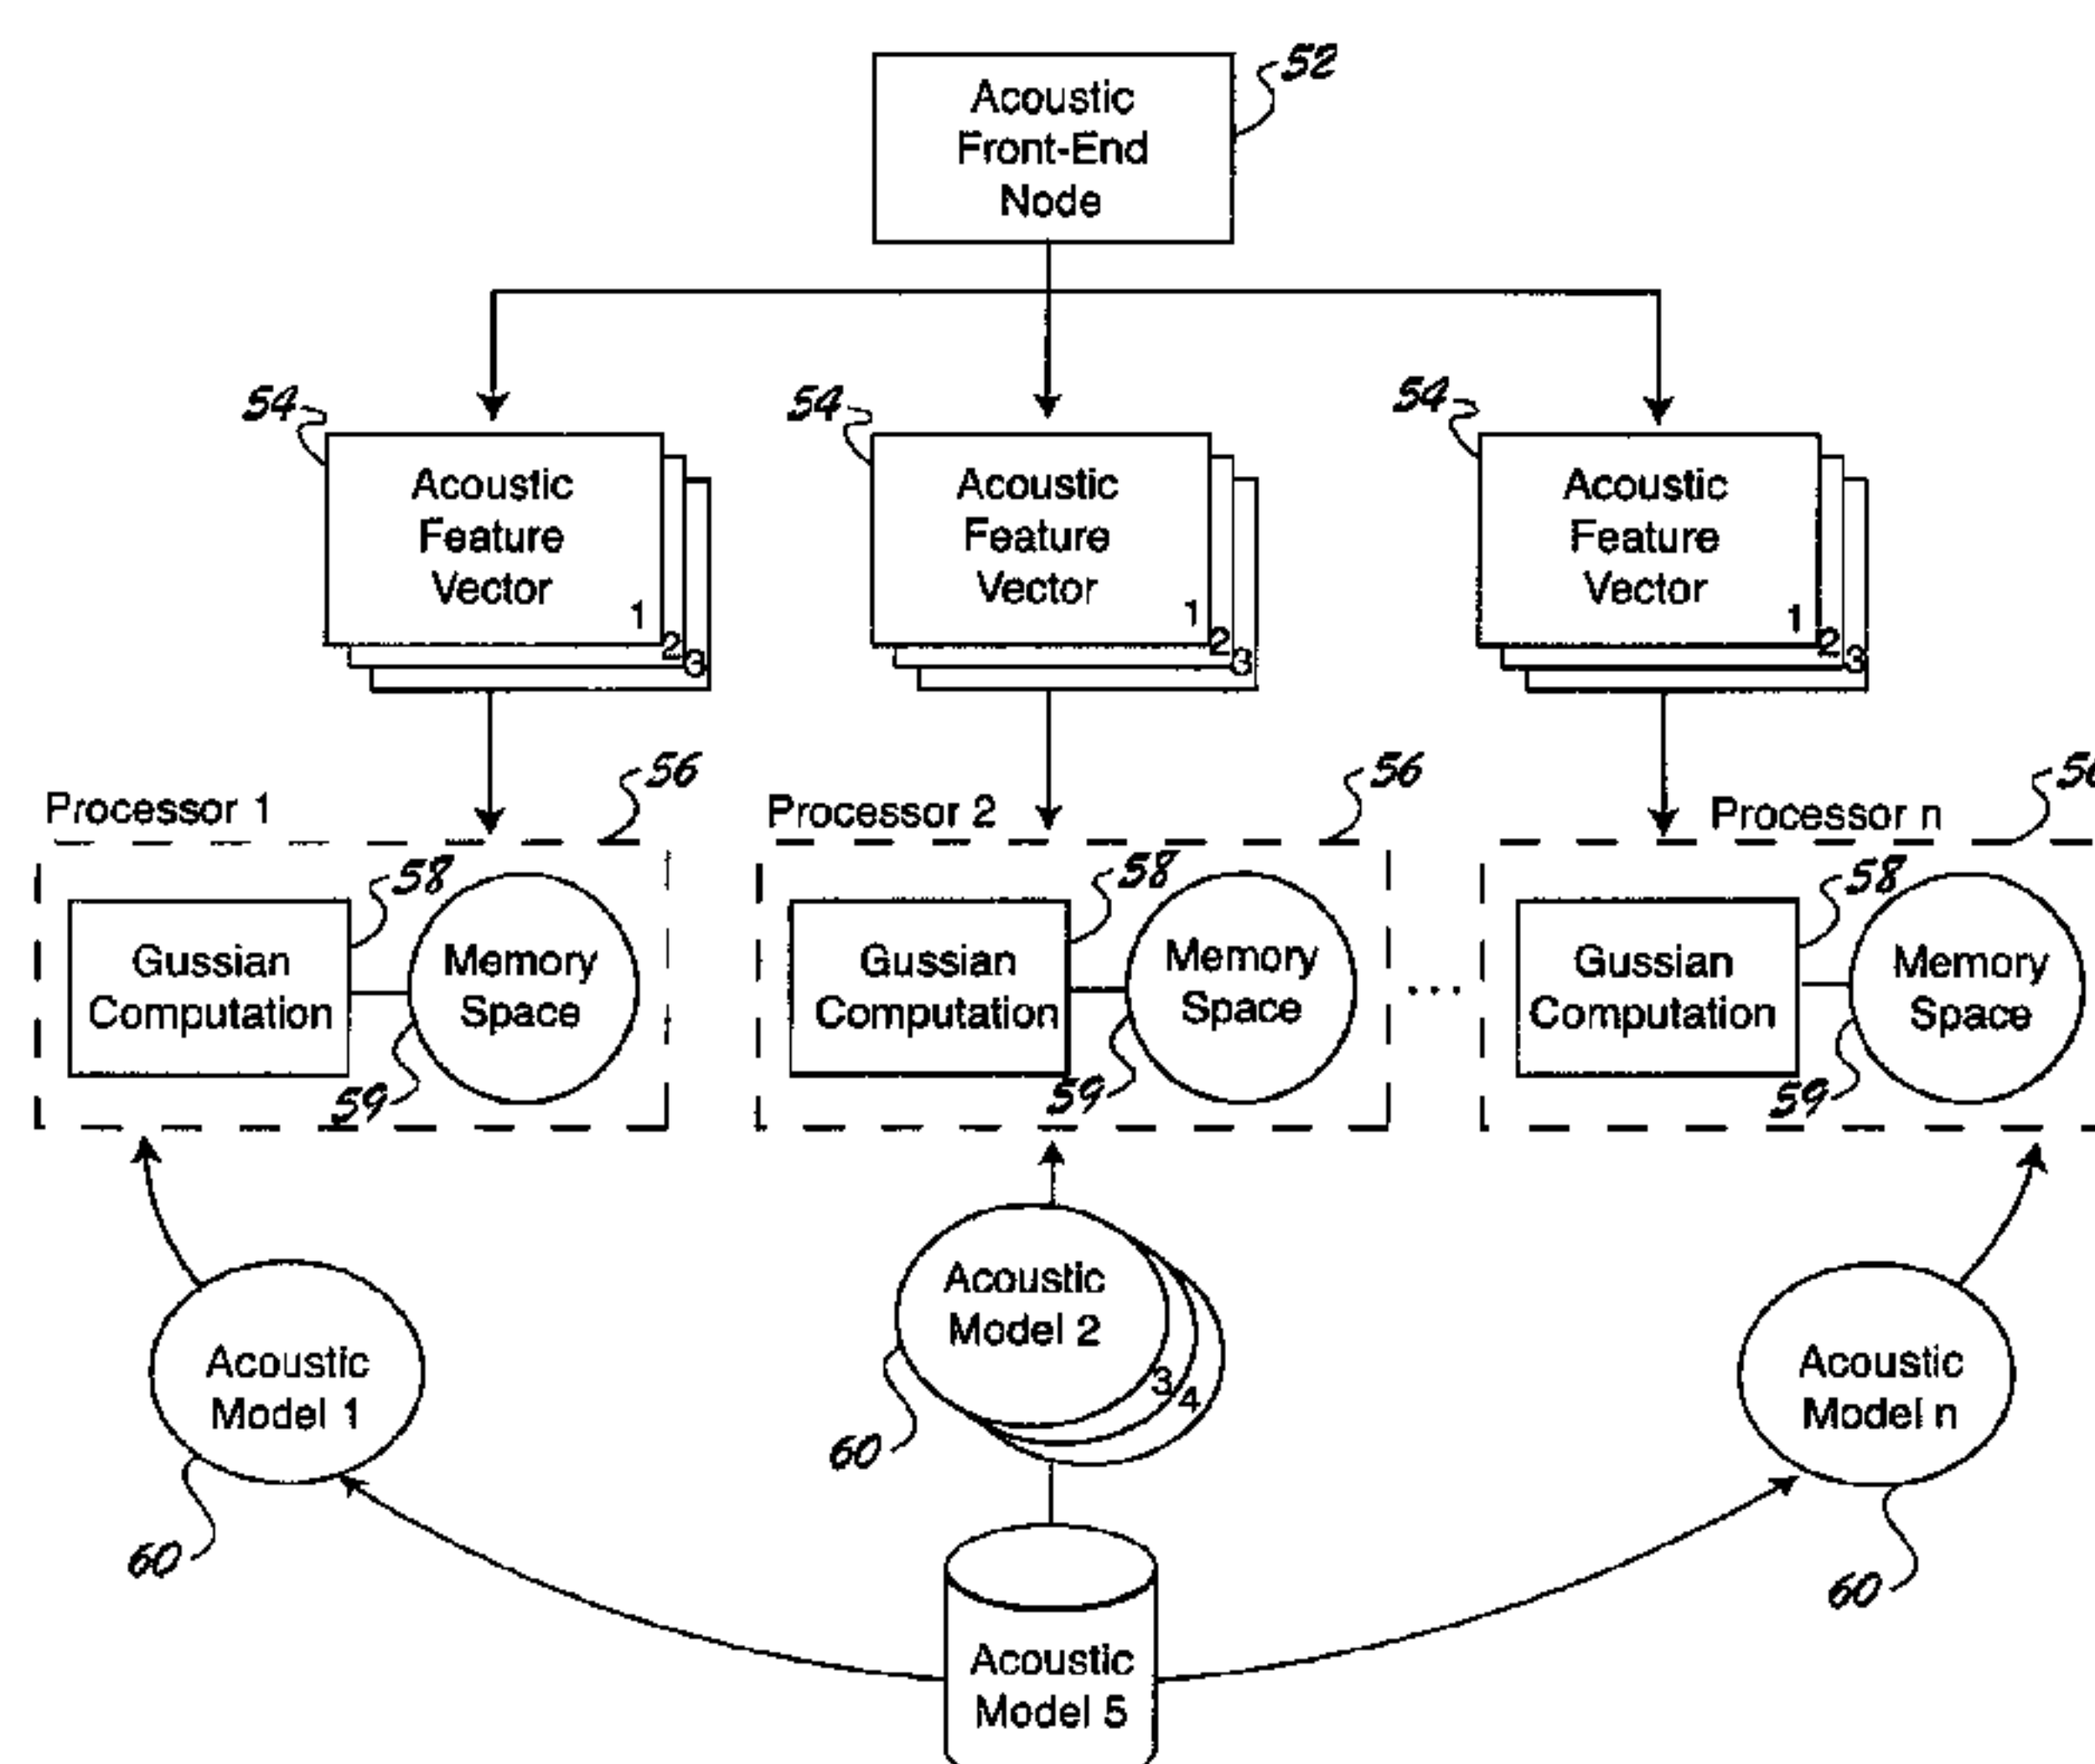 52
Acoustic
Front-End
Node
54
Acoustic
Feature
Vector
1
2
3
54
Acoustic
Feature
Vector
1
2
3
54
Acoustic
Feature
Vector
1
2
3
Processor 1
56
58
Gussian
Computation
Memory
Space
59
Processor 2
56
58
Gussian
Computation
Memory
Space
59
...
Processor n
56
58
Gussian
Computation
Memory
Space
59
Acoustic
Model 1
60
Acoustic
Model 2
3
4
60
Acoustic
Model n
60
Acoustic
Model 5